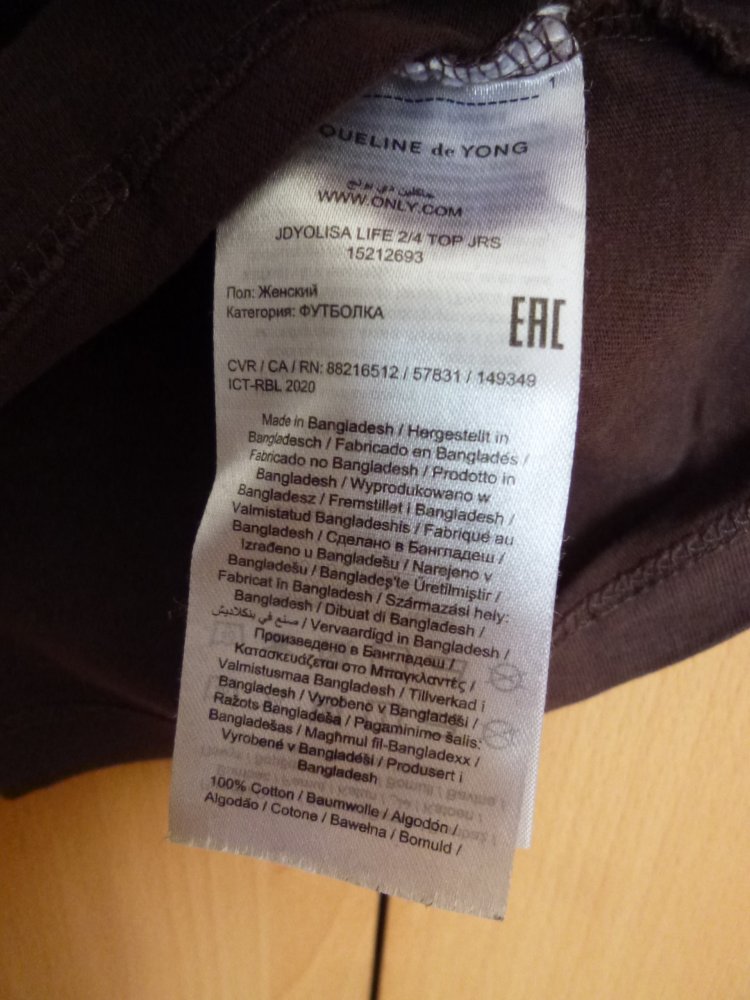 1
QUELINE de YONG
جاكلين دي يونج
WWW.ONLY.COM
JDYOLISA LIFE 2/4 TOP JRS
15212693
Пол: Женский
Категория: ФУТБОЛКА
EAC
CVR / CA / RN: 88216512 / 57831 / 149349
ICT-RBL 2020
Made in Bangladesh / Hergestellt in
Bangladesch / Fabricado en Bangladés /
Fabricado no Bangladesh / Prodotto in
Bangladesh / Wyprodukowano w
Bangladesz / Fremstillet i Bangladesh /
Valmistatud Bangladeshis / Fabriqué au
Bangladesh / Сделано в Бангладеш /
Izrađeno u Bangladešu / Narejeno v
Bangladešu / Bangladeş'te Üretilmiştir /
Fabricat în Bangladesh / Származási hely:
Bangladesh / Dibuat di Bangladesh /
صنع في بنكلاديش / Vervaardigd in Bangladesh /
Произведено в Бангладеш /
Κατασκευάζεται στο Μπαγκλαντές /
Valmistusmaa Bangladesh / Tillverkad i
Bangladesh / Vyrobeno v Bangladéši /
Ražots Bangladeša / Pagaminimo šalis:
Bangladešas / Maghmul fil-Bangladexx /
Vyrobené v Bangladéši / Produsert i
Bangladesh
100% Cotton / Baumwolle / Algodón /
Algodão / Cotone / Bawełna / Bomuld /